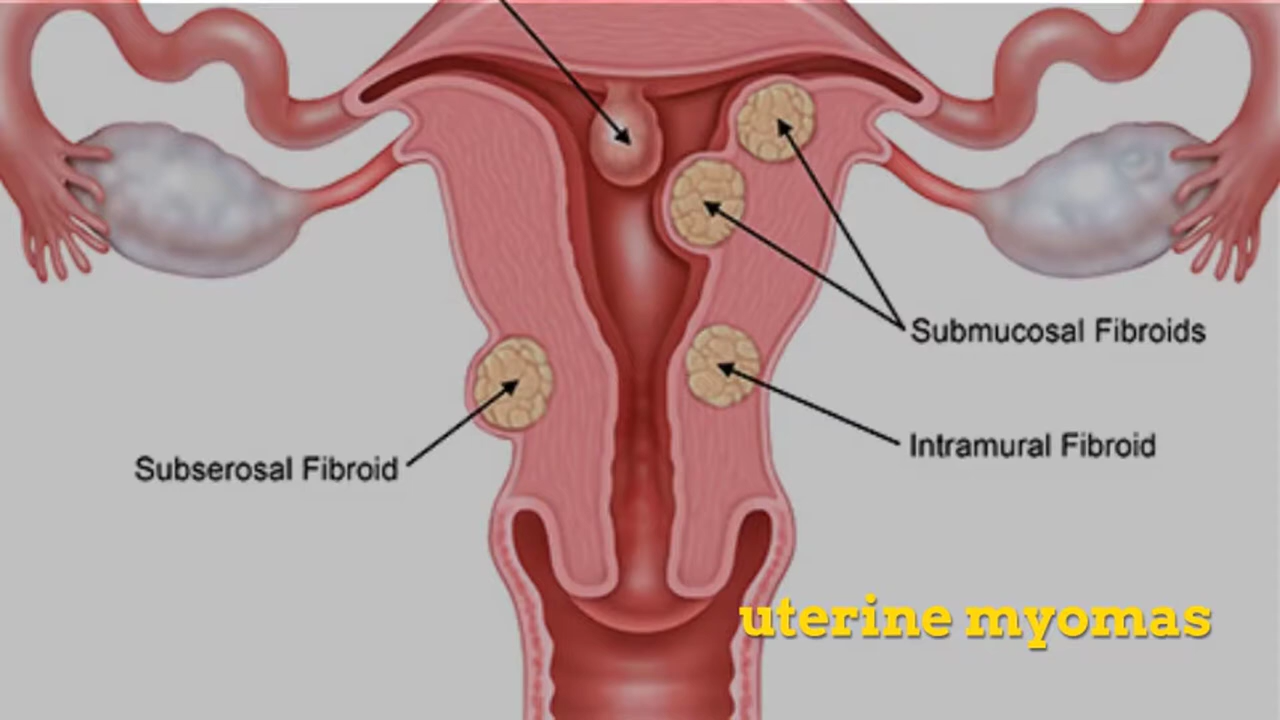 Submucosal Fibroids
Intramural Fibroid
Subserosal Fibroid
uterine myomas